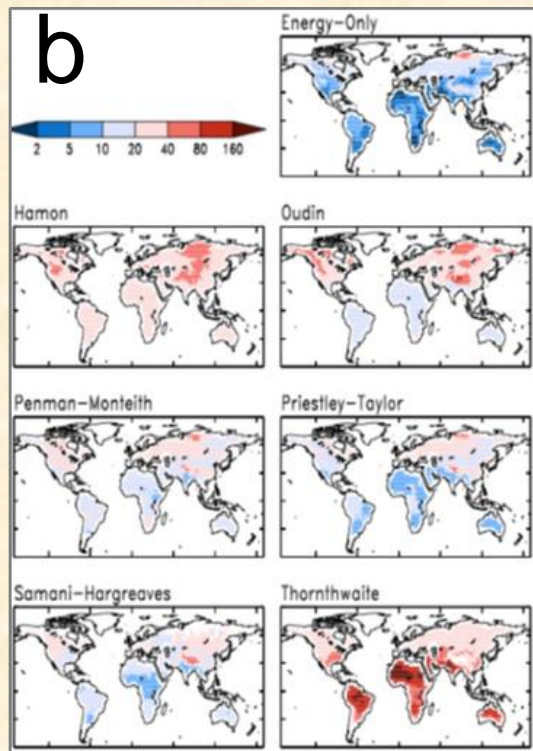 b
Energy-Only
2 5 10 20 40 80 160
Hamon
Oudin
Penman-Monteith
Priestley-Taylor
Samani-Hargreaves
Thornthwaite